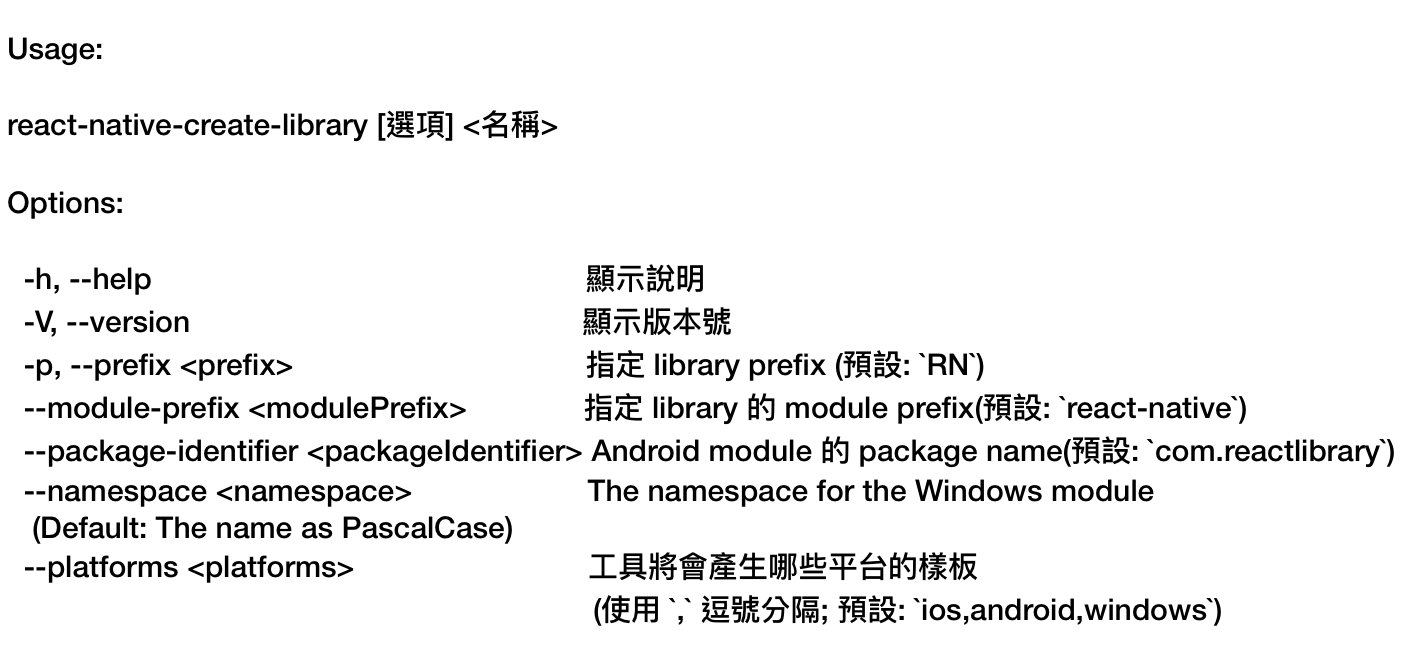 Usage:
react-native-create-library [選項] <名稱>
Options:
-h, --help 顯示說明
-V, --version 顯示版本號
-p, --prefix <prefix> 指定 library prefix (預設: `RN`)
--module-prefix <modulePrefix> 指定 library 的 module prefix(預設: `react-native`)
--package-identifier <packageIdentifier> Android module 的 package name(預設: `com.reactlibrary`)
--namespace <namespace> The namespace for the Windows module
(Default: The name as PascalCase)
--platforms <platforms> 工具將會產生哪些平台的樣板
(使用 `,` 逗號分隔; 預設: `ios,android,windows`)